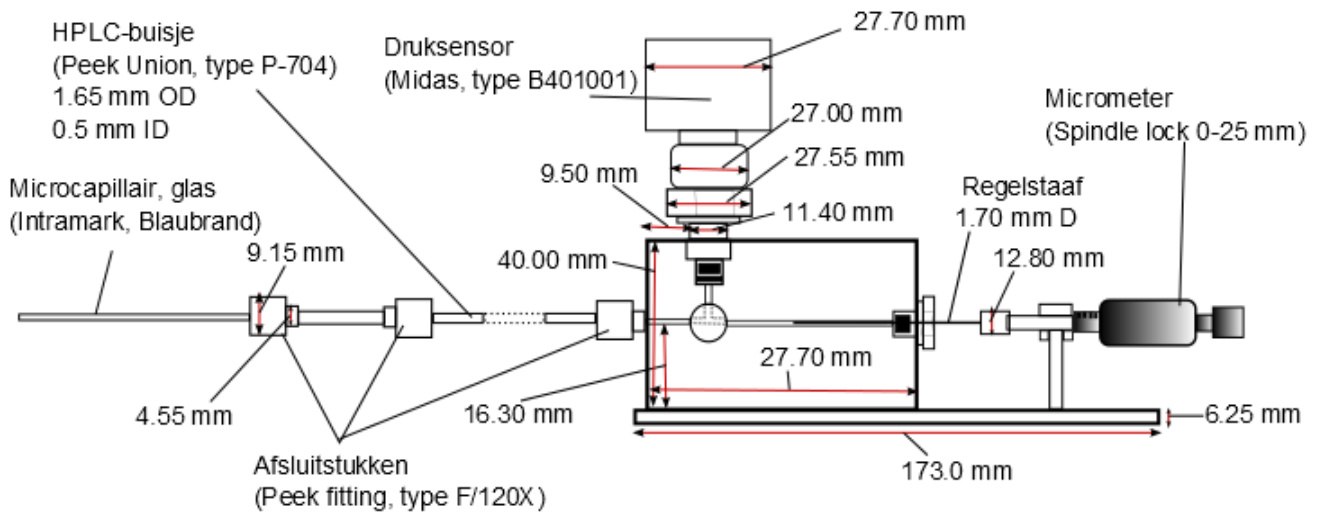 HPLC-buisje
(Peek Union, type P-704)
1.65 mm OD
0.5 mm ID
Druksensor
(Midas, type B401001)
27.70 mm
27.00 mm
27.55 mm
9.50 mm
11.40 mm
Micrometer
(Spindle lock 0-25 mm)
Regelstaaf
1.70 mm D
12.80 mm
Microcapillair, glas
(Intramark, Blaubrand)
9.15 mm
40.00 mm
27.70 mm
4.55 mm
16.30 mm
6.25 mm
173.0 mm
Afsluitstukken
(Peek fitting, type F/120X)